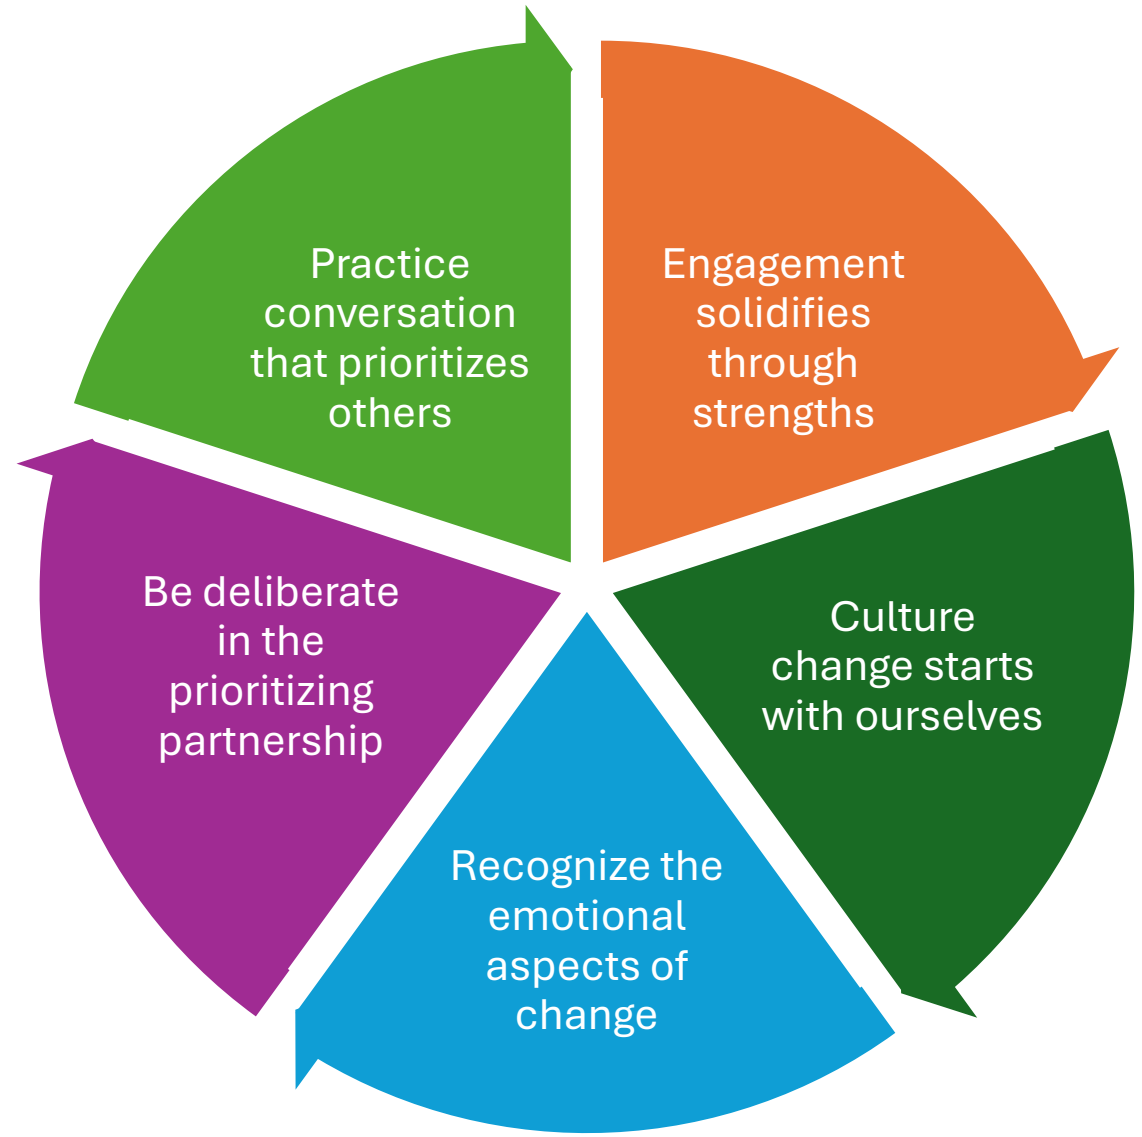 Practice
conversation
that prioritizes
others
Engagement
solidifies
through
strengths
Culture
change starts
with ourselves
Recognize the
emotional
aspects of
change
Be deliberate
in the
prioritizing
partnership